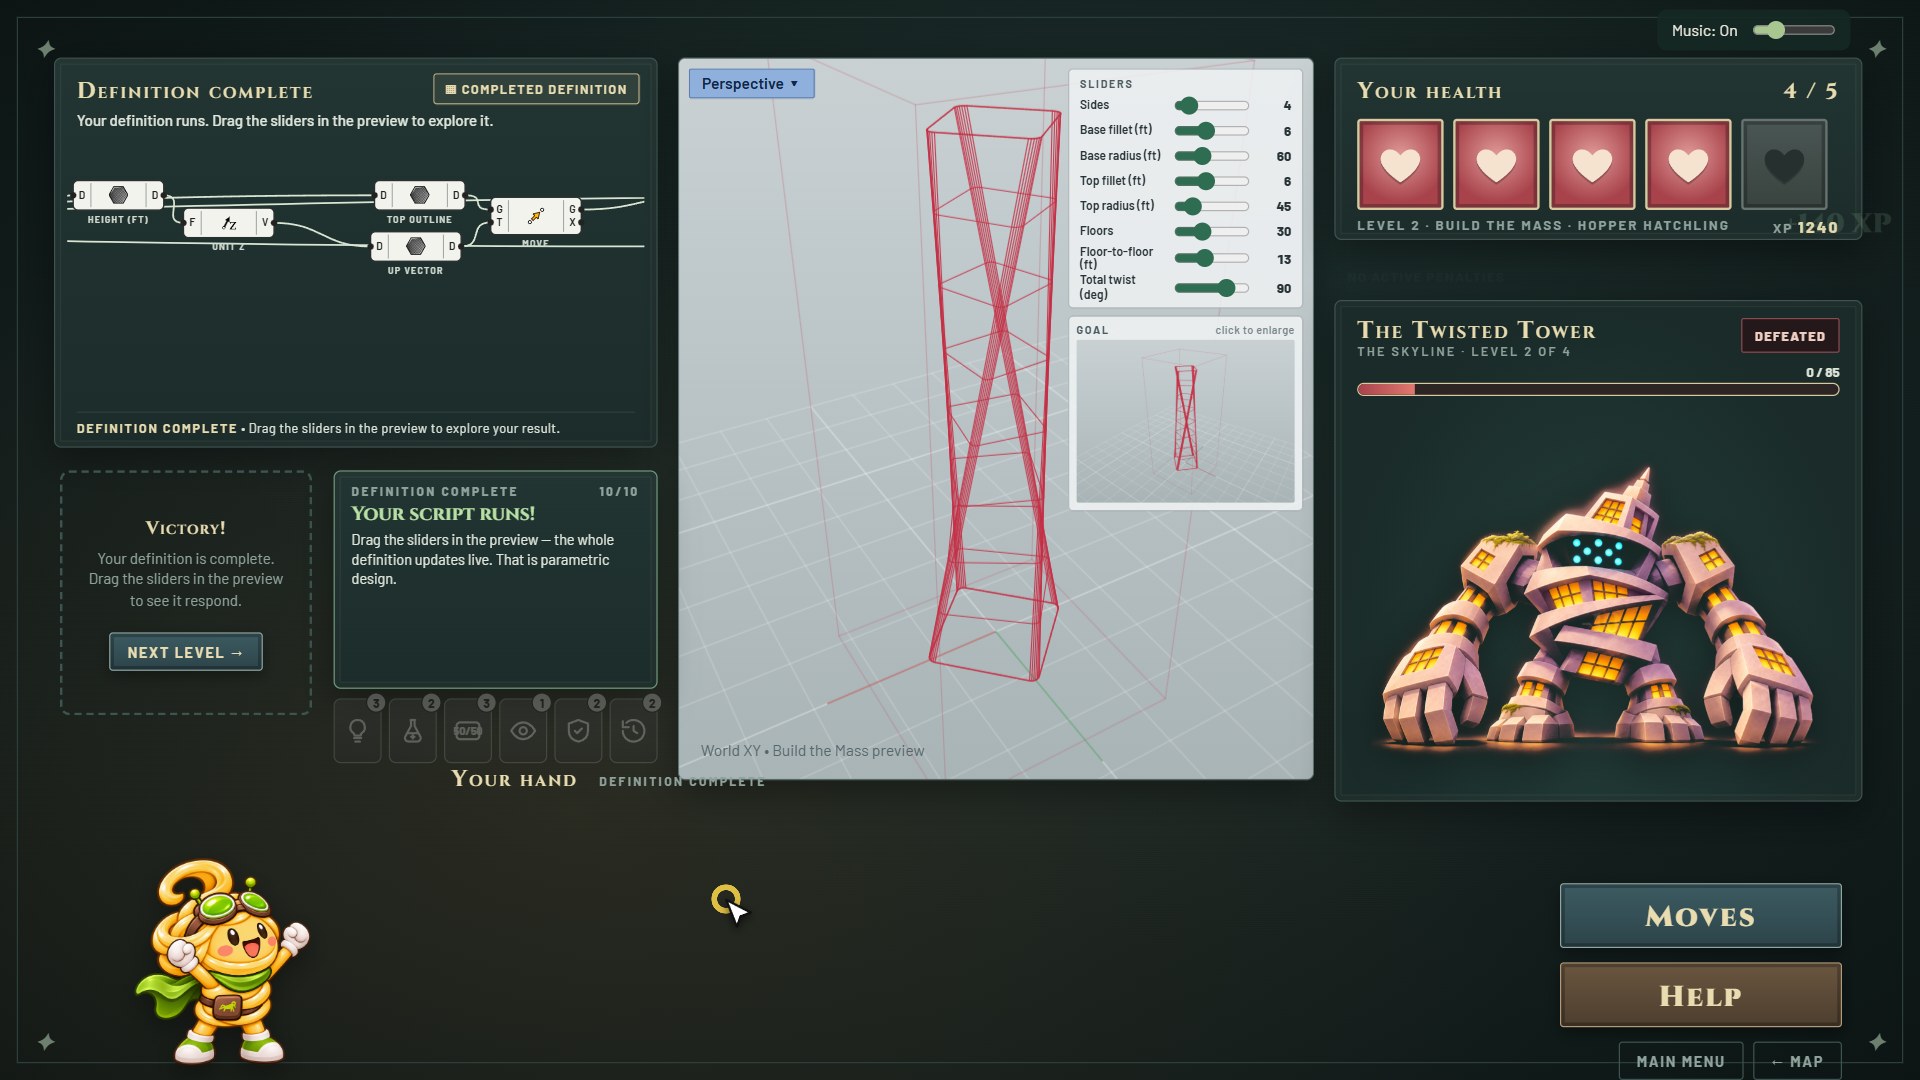 Music: On
Definition complete
COMPLETED DEFINITION
Your definition runs. Drag the sliders in the preview to explore it.
D D
HEIGHT (FT)
F V
UNIT Z
D D
TOP OUTLINE
D D
UP VECTOR
G G
T X
MOVE
DEFINITION COMPLETE • Drag the sliders in the preview to explore your result.
Victory!
Your definition is complete.
Drag the sliders in the preview
to see it respond.
NEXT LEVEL →
DEFINITION COMPLETE 10/10
Your script runs!
Drag the sliders in the preview — the whole
definition updates live. That is parametric
design.
3 2 3 1 2 2
50/50
Your hand DEFINITION COMPLETE
Perspective ▼
SLIDERS
Sides 4
Base fillet (ft) 6
Base radius (ft) 60
Top fillet (ft) 6
Top radius (ft) 45
Floors 30
Floor-to-floor
(ft) 13
Total twist
(deg) 90
GOAL click to enlarge
World XY • Build the Mass preview
Your health 4 / 5
LEVEL 2 · BUILD THE MASS · HOPPER HATCHLING
XP 1240
+140 XP
NO ACTIVE PENALTIES
The Twisted Tower
DEFEATED
THE SKYLINE · LEVEL 2 OF 4
0 / 85
Moves
Help
MAIN MENU
← MAP